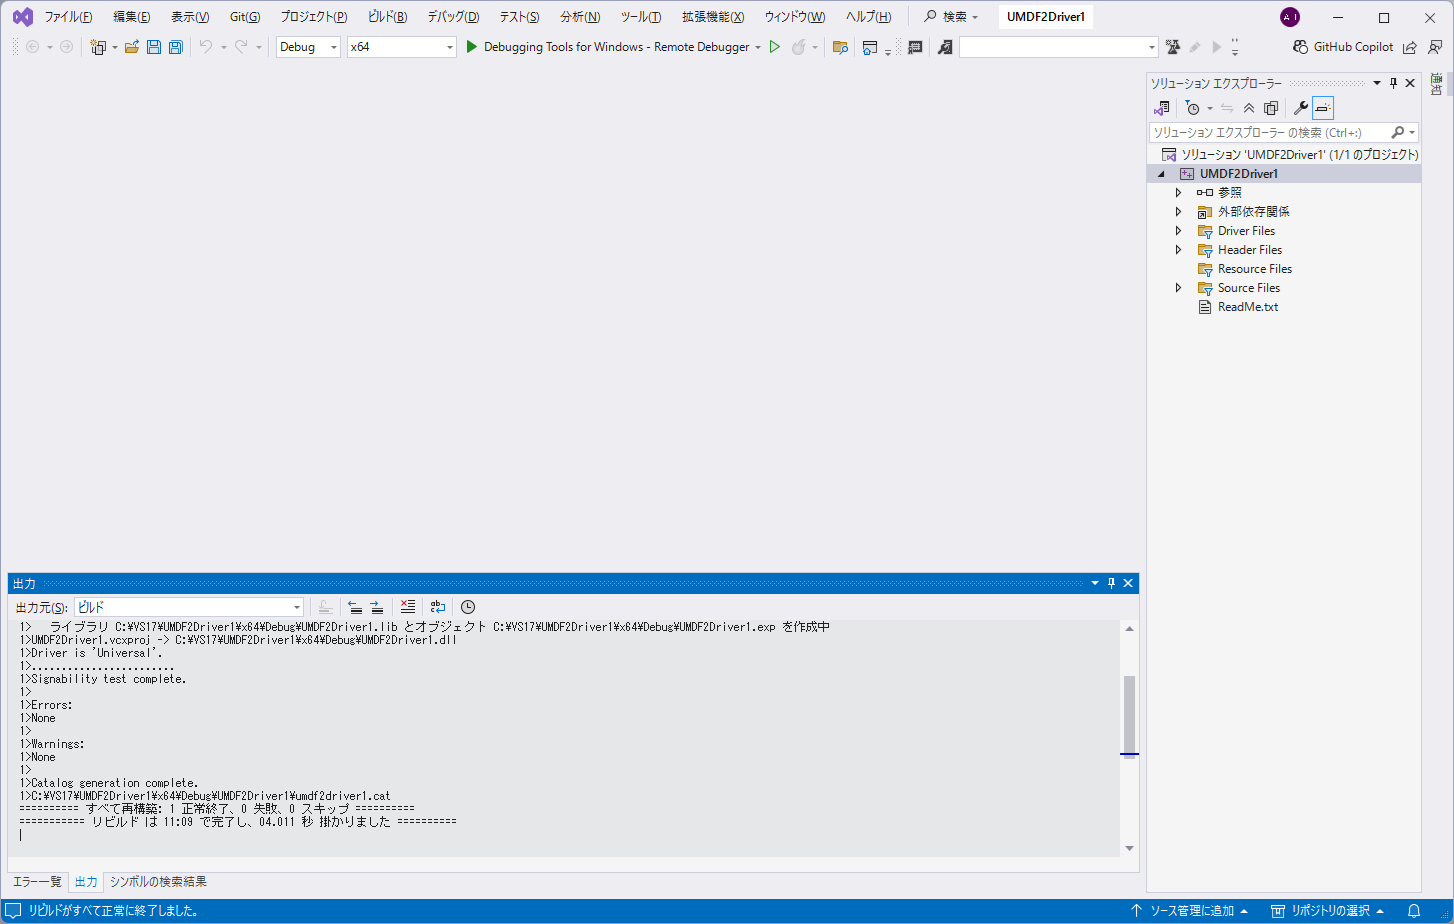 ファイル(F) 編集(E) 表示(V) Git(G) プロジェクト(P) ビルド(B) デバッグ(D) テスト(S) 分析(N) ツール(T) 拡張機能(X) ウィンドウ(W) ヘルプ(H) 検索 UMDF2Driver1 A I
Debug x64 Debugging Tools for Windows - Remote Debugger GitHub Copilot
ソリューション エクスプローラー
ソリューション エクスプローラー の検索 (Ctrl+:)
ソリューション 'UMDF2Driver1' (1/1 のプロジェクト)
UMDF2Driver1
参照
外部依存関係
Driver Files
Header Files
Resource Files
Source Files
ReadMe.txt
出力
出力元(S): ビルド
1>   ライブラリ C:¥VS17¥UMDF2Driver1¥x64¥Debug¥UMDF2Driver1.lib とオブジェクト C:¥VS17¥UMDF2Driver1¥x64¥Debug¥UMDF2Driver1.exp を作成中
1>UMDF2Driver1.vcxproj -> C:¥VS17¥UMDF2Driver1¥x64¥Debug¥UMDF2Driver1.dll
1>Driver is 'Universal'.
1>........................
1>Signability test complete.
1>
1>Errors:
1>None
1>
1>Warnings:
1>None
1>
1>Catalog generation complete.
1>C:¥VS17¥UMDF2Driver1¥x64¥Debug¥UMDF2Driver1¥umdf2driver1.cat
========== すべて再構築: 1 正常終了、0 失敗、0 スキップ ==========
=========== リビルド は 11:09 で完了し、04.011 秒 掛かりました ==========
エラー一覧 出力 シンボルの検索結果
リビルドがすべて正常に終了しました。 ソース管理に追加 リポジトリの選択